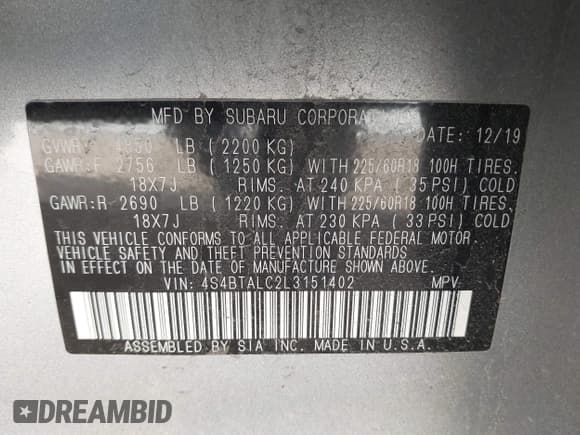 MFD BY SUBARU CORPORATION
GVWR: 4850 LB ( 2200 KG) DATE: 12/19
GAWR:F 2756 LB ( 1250 KG) WITH 225/60R18 100H TIRES.
18X7J RIMS. AT 240 KPA ( 35 PSI) COLD
GAWR:R 2690 LB ( 1220 KG) WITH 225/60R18 100H TIRES.
18X7J RIMS. AT 230 KPA ( 33 PSI) COLD
THIS VEHICLE CONFORMS TO ALL APPLICABLE FEDERAL MOTOR
VEHICLE SAFETY AND THEFT PREVENTION STANDARDS
IN EFFECT ON THE DATE OF MANUFACTURE SHOWN ABOVE.
VIN: 4S4BTALC2L3151402 MPV
ASSEMBLED BY SIA INC. MADE IN U.S.A.
DREAMBID